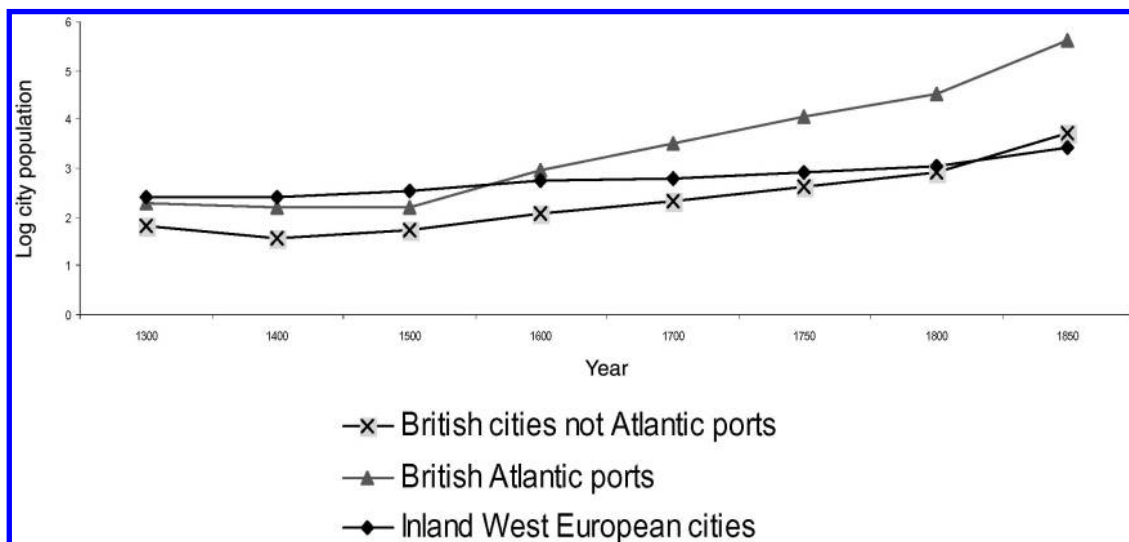 6
5
4
3
2
1
0
Log city population
1300 1400 1500 1600 1700 1750 1800 1850
Year
British cities not Atlantic ports
British Atlantic ports
Inland West European cities